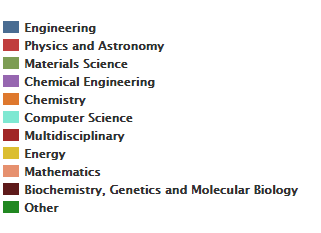 Engineering
Physics and Astronomy
Materials Science
Chemical Engineering
Chemistry
Computer Science
Multidisciplinary
Energy
Mathematics
Biochemistry, Genetics and Molecular Biology
Other